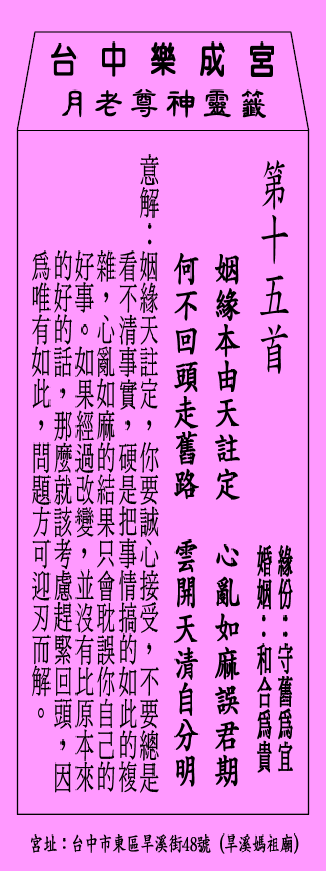 台中樂成宮
月老尊神靈籤
第十五首
姻緣本由天註定　心亂如麻誤君期
何不回頭走舊路　雲開天清自分明
緣份：守舊為宜
婚姻：和合為貴
意解：姻緣天註定，你要誠心接受，不要總是
看不清事實，硬是把事情搞的如此的複
雜，心亂如麻的結果只會耽誤你自己的
好事。如果經過改變，並沒有比原本來
的好的話，那麼就該考慮趕緊回頭，因
為唯有如此，問題方可迎刃而解。
宮址：台中市東區旱溪街48號（旱溪媽祖廟）